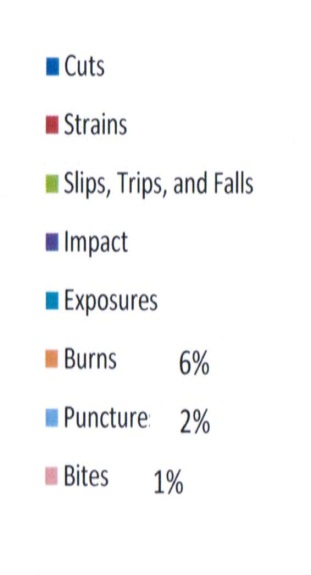 Cuts
Strains
Slips, Trips, and Falls
Impact
Exposures
Burns 6%
Puncture 2%
Bites 1%